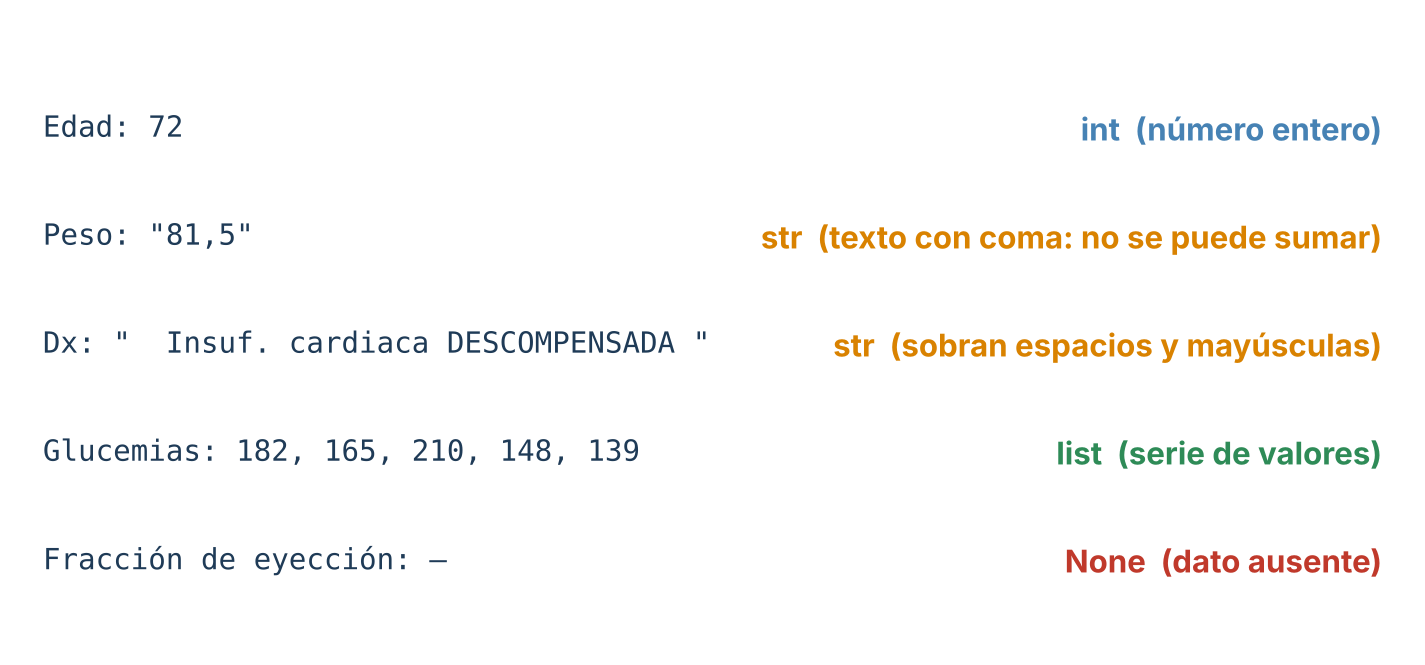 Edad: 72 int (número entero)
Peso: "81,5" str (texto con coma: no se puede sumar)
Dx: "  Insuf. cardiaca DESCOMPENSADA " str (sobran espacios y mayúsculas)
Glucemias: 182, 165, 210, 148, 139 list (serie de valores)
Fracción de eyección: — None (dato ausente)